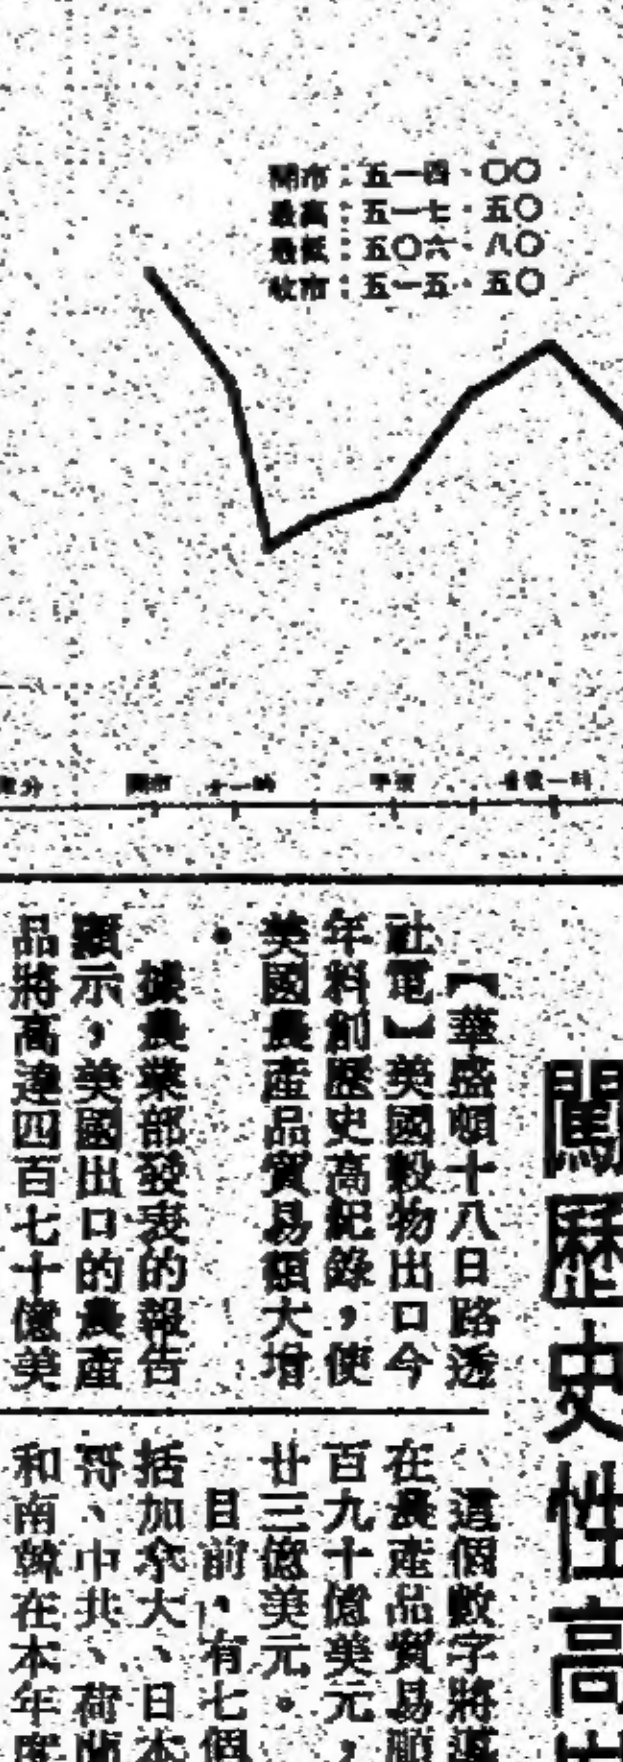 開市：五一四·〇〇
最高：五一七·五〇
最低：五〇六·八〇
收市：五一五·五〇
開市
十一時
闖歷史性高
【華盛頓十八日路透
社電】美國穀物出口今
年料創歷史高紀錄，使
美國農產品貿易額大增
。
據農業部發表的報告
顯示，美國出口的農產
品將高達四百七十億美
這個數字將
在農產品貿易順
百九十億美元，
廿三億美元。
目前，有七個
括加拿大、日本
哥、中共、荷蘭
和南韓在本年度